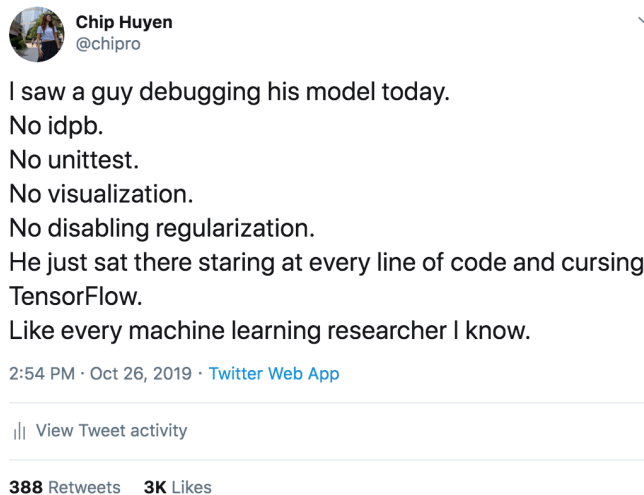 Chip Huyen
@chipro
I saw a guy debugging his model today.
No idpb.
No unittest.
No visualization.
No disabling regularization.
He just sat there staring at every line of code and cursing
TensorFlow.
Like every machine learning researcher I know.
2:54 PM · Oct 26, 2019 · Twitter Web App
View Tweet activity
388 Retweets 3K Likes